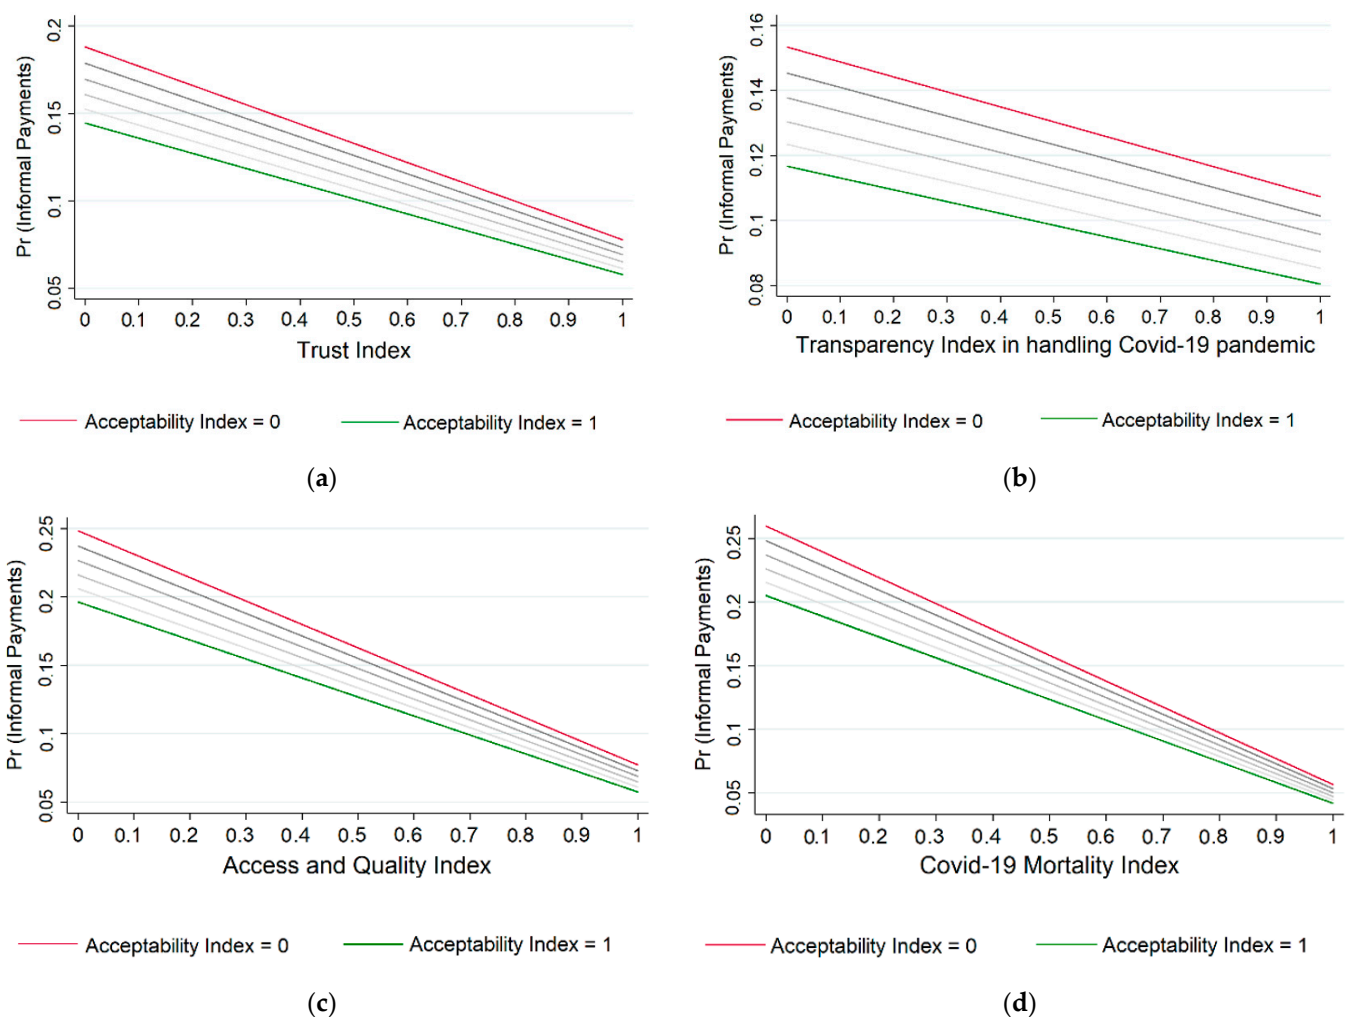 Pr (Informal Payments)
0.2
0.15
0.1
0.05
0 0.1 0.2 0.3 0.4 0.5 0.6 0.7 0.8 0.9 1
Trust Index
Acceptability Index = 0 Acceptability Index = 1
(a)
Pr (Informal Payments)
0.16
0.14
0.12
0.1
0.08
0 0.1 0.2 0.3 0.4 0.5 0.6 0.7 0.8 0.9 1
Transparency Index in handling Covid-19 pandemic
Acceptability Index = 0 Acceptability Index = 1
(b)
Pr (Informal Payments)
0.25
0.2
0.15
0.1
0.05
0 0.1 0.2 0.3 0.4 0.5 0.6 0.7 0.8 0.9 1
Access and Quality Index
Acceptability Index = 0 Acceptability Index = 1
(c)
Pr (Informal Payments)
0.25
0.2
0.15
0.1
0.05
0 0.1 0.2 0.3 0.4 0.5 0.6 0.7 0.8 0.9 1
Covid-19 Mortality Index
Acceptability Index = 0 Acceptability Index = 1
(d)